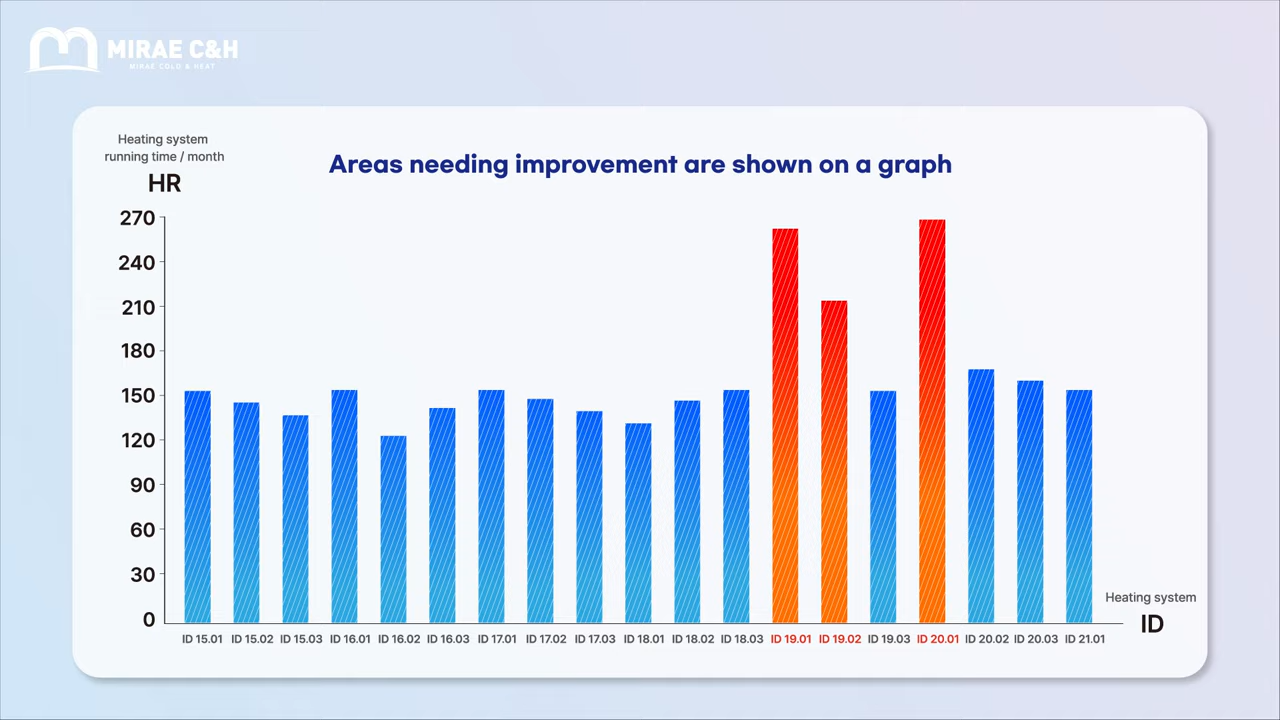 MIRAE C&H
MIRAE COLD & HEAT
Heating system
running time / month
HR
Areas needing improvement are shown on a graph
270
240
210
180
150
120
90
60
30
0
ID 15.01 ID 15.02 ID 15.03 ID 16.01 ID 16.02 ID 16.03 ID 17.01 ID 17.02 ID 17.03 ID 18.01 ID 18.02 ID 18.03 ID 19.01 ID 19.02 ID 19.03 ID 20.01 ID 20.02 ID 20.03 ID 21.01
Heating system
ID